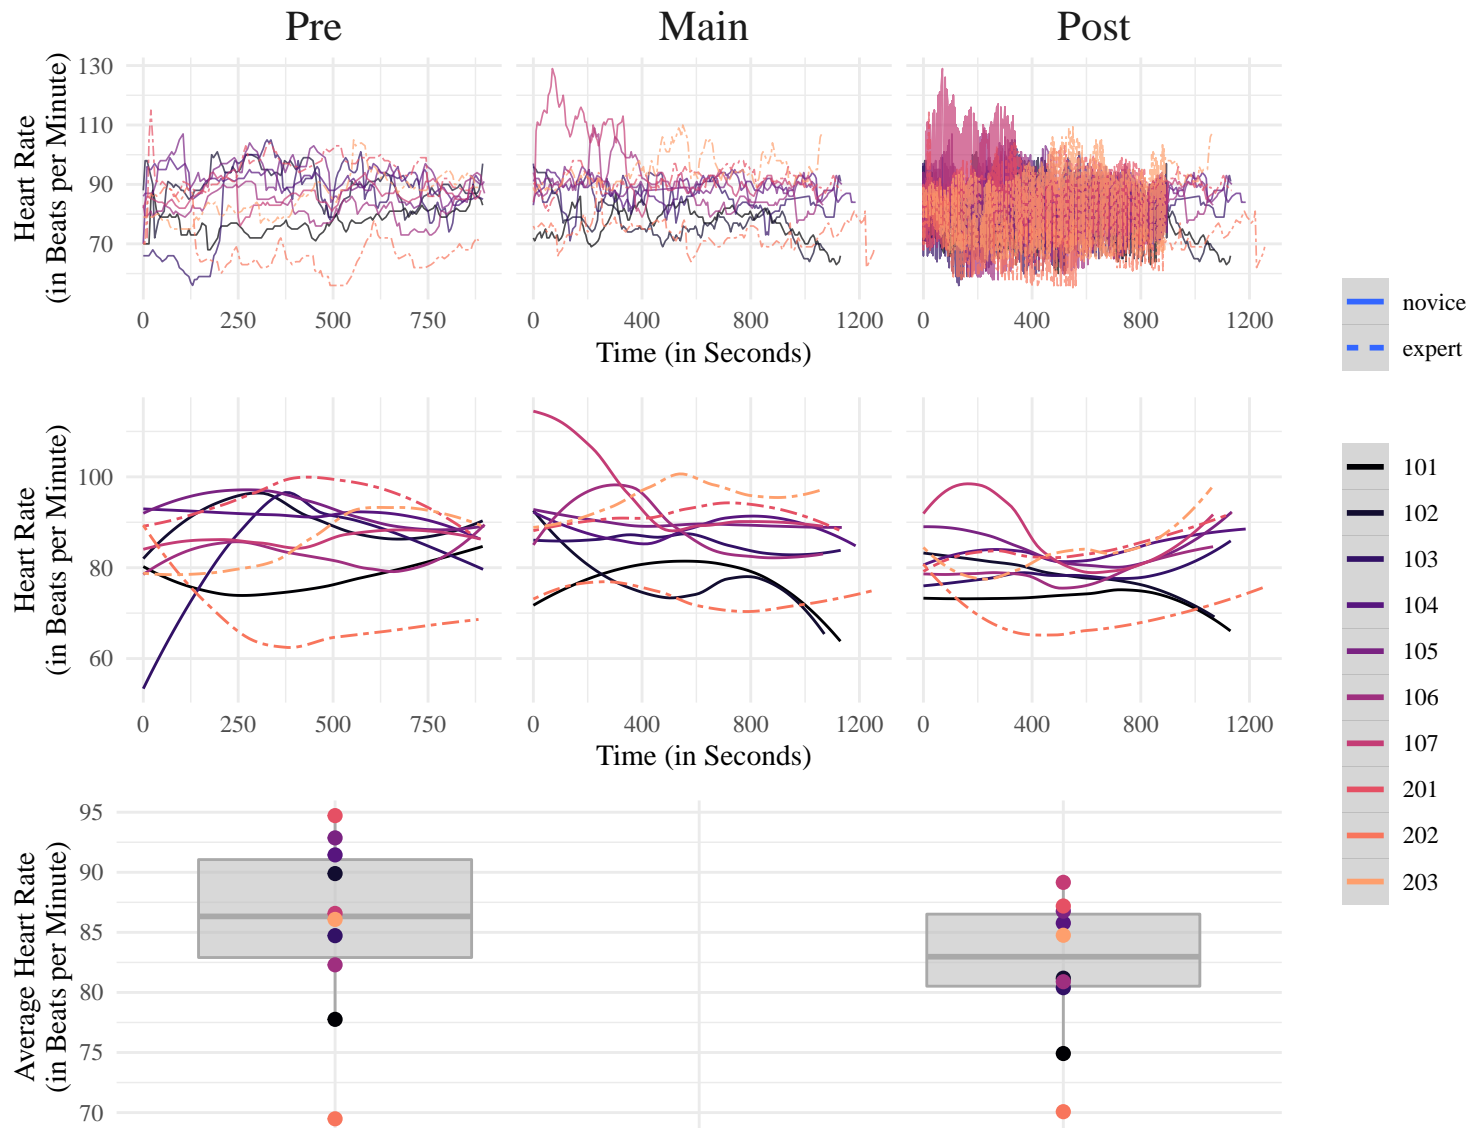 Pre Main Post
Heart Rate
(in Beats per Minute)
130
110
90
70
0 250 500 750 0 400 800 1200 0 400 800 1200
Time (in Seconds)
novice
expert
Heart Rate
(in Beats per Minute)
100
80
60
0 250 500 750 0 400 800 1200 0 400 800 1200
Time (in Seconds)
101
102
103
104
105
106
107
201
202
203
Average Heart Rate
(in Beats per Minute)
95
90
85
80
75
70